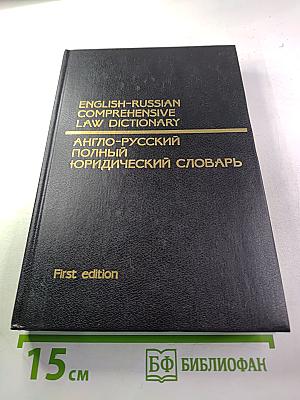 ENGLISH-RUSSIAN
COMPREHENSIVE
LAW DICTIONARY
АНГЛО-РУССКИЙ
ПОЛНЫЙ
ЮРИДИЧЕСКИЙ СЛОВАРЬ
First edition
15 см
БФ БИБЛИОФАН